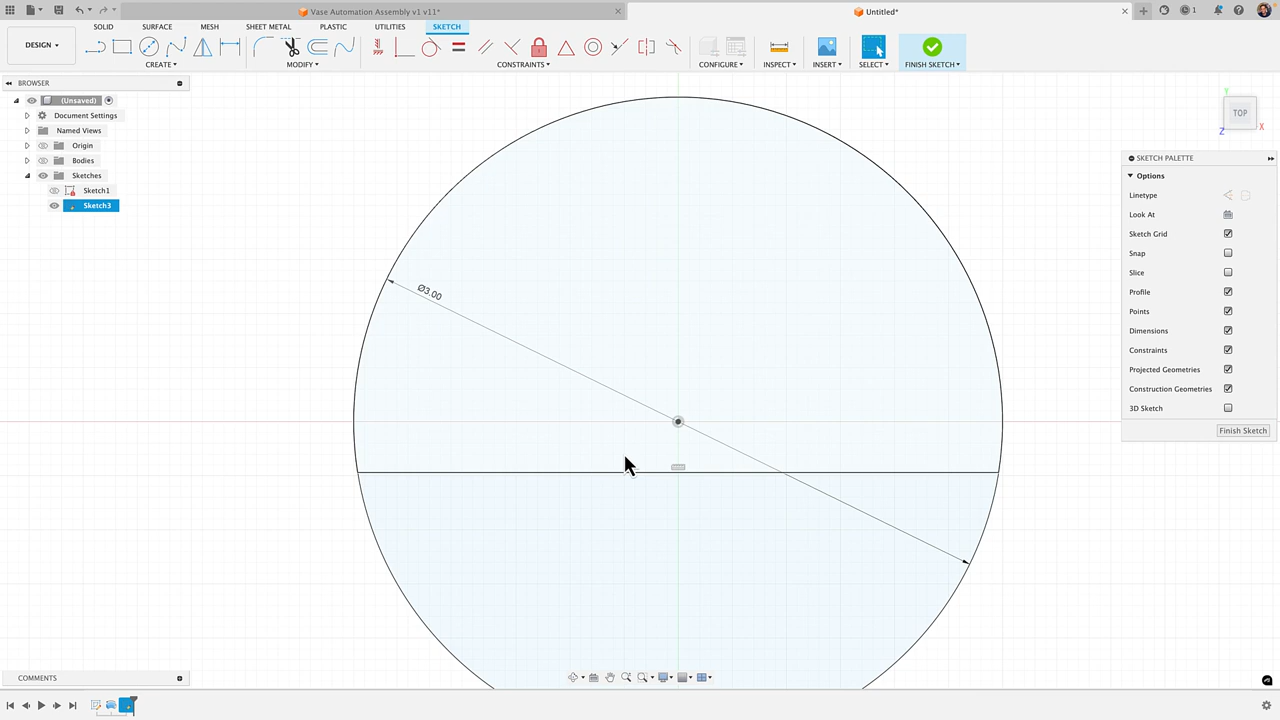 Vase Automation Assembly v1 v11*
Untitled*
SOLID SURFACE MESH SHEET METAL PLASTIC UTILITIES SKETCH
DESIGN
CREATE MODIFY CONSTRAINTS CONFIGURE INSPECT INSERT SELECT FINISH SKETCH
1
BROWSER
(Unsaved)
Document Settings
Named Views
Origin
Bodies
Sketches
Sketch1
Sketch3
Ø3.00
TOP
Y
X
Z
SKETCH PALETTE
Options
Linetype
Look At
Sketch Grid
Snap
Slice
Profile
Points
Dimensions
Constraints
Projected Geometries
Construction Geometries
3D Sketch
Finish Sketch
COMMENTS